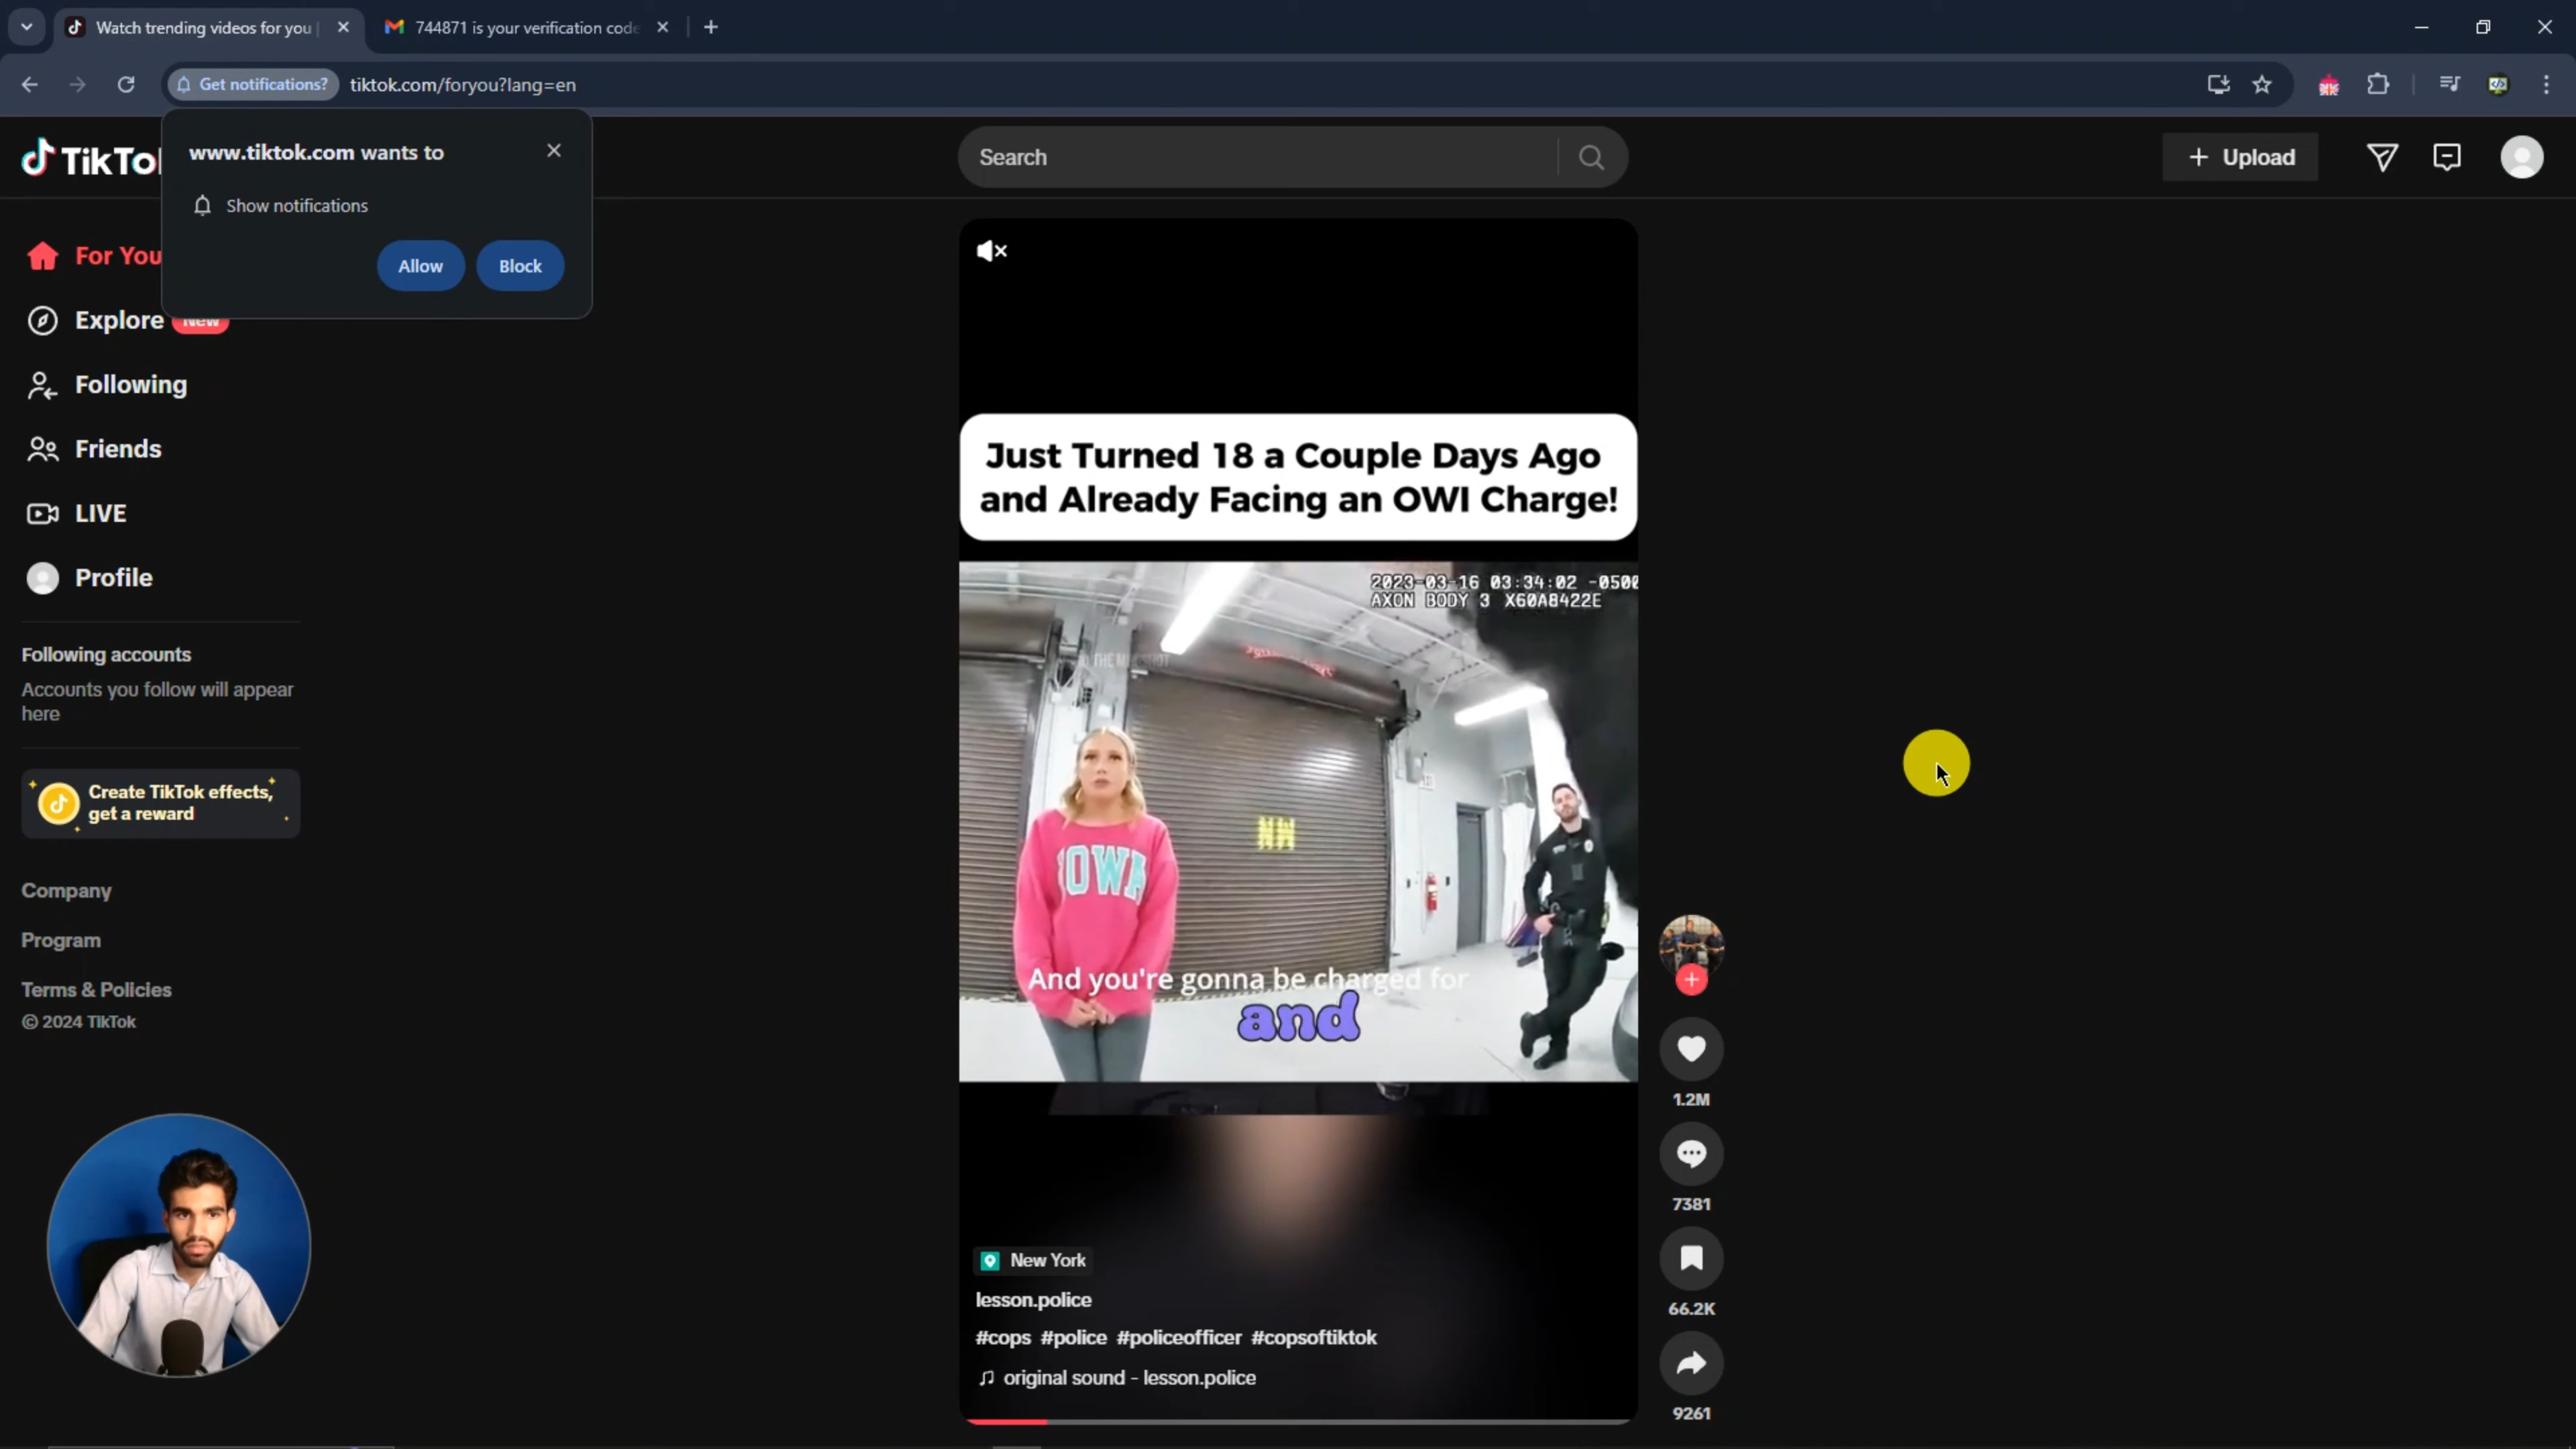 Watch trending videos for you |
744871 is your verification code
Get notifications?
tiktok.com/foryou?lang=en
www.tiktok.com wants to
Show notifications
Allow
Block
TikTo
Search
Upload
For You
Explore
New
Following
Friends
LIVE
Profile
Following accounts
Accounts you follow will appear
here
Create TikTok effects,
get a reward
Company
Program
Terms & Policies
© 2024 TikTok
Just Turned 18 a Couple Days Ago
and Already Facing an OWI Charge!
2023-03-16 03:34:02 -0500
AXON BODY 3 X60A8422E
IOWA
And you're gonna be charged for
and
New York
lesson.police
#cops #police #policeofficer #copsoftiktok
original sound - lesson.police
1.2M
7381
66.2K
9261